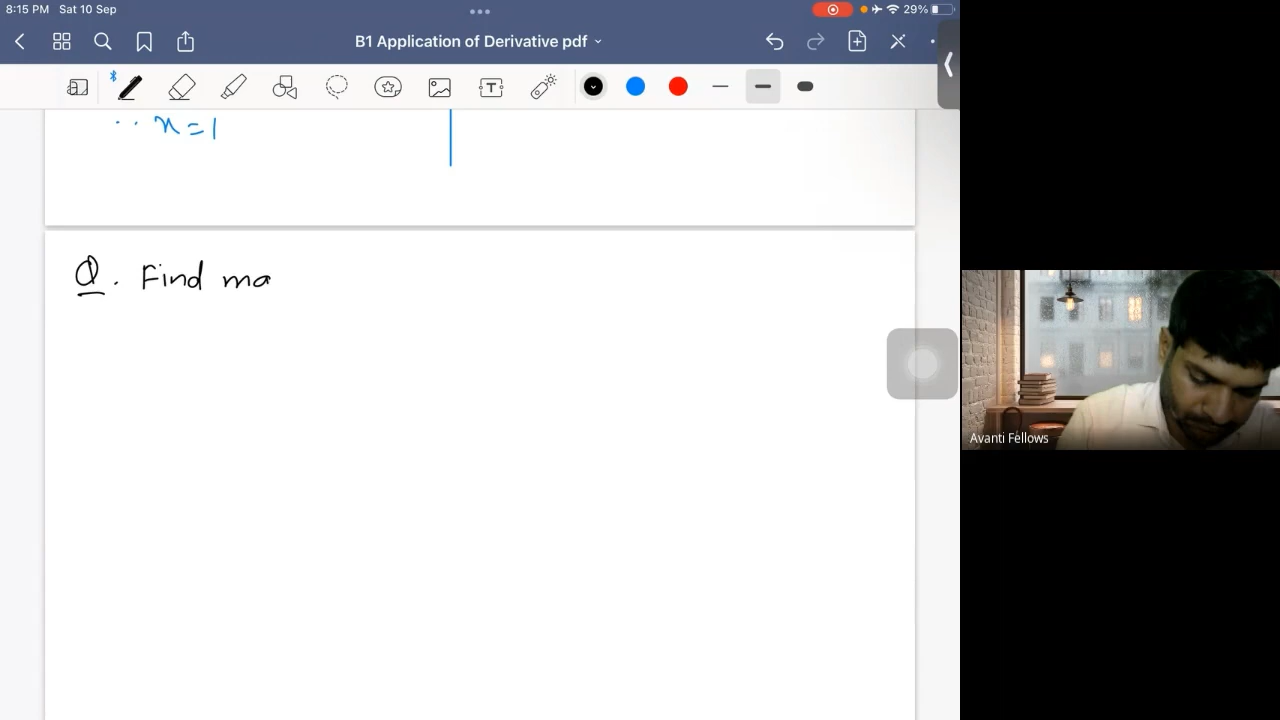 8:15 PM Sat 10 Sep
29%
B1 Application of Derivative pdf
T
x = 1
Q. Find ma
Avanti Fellows